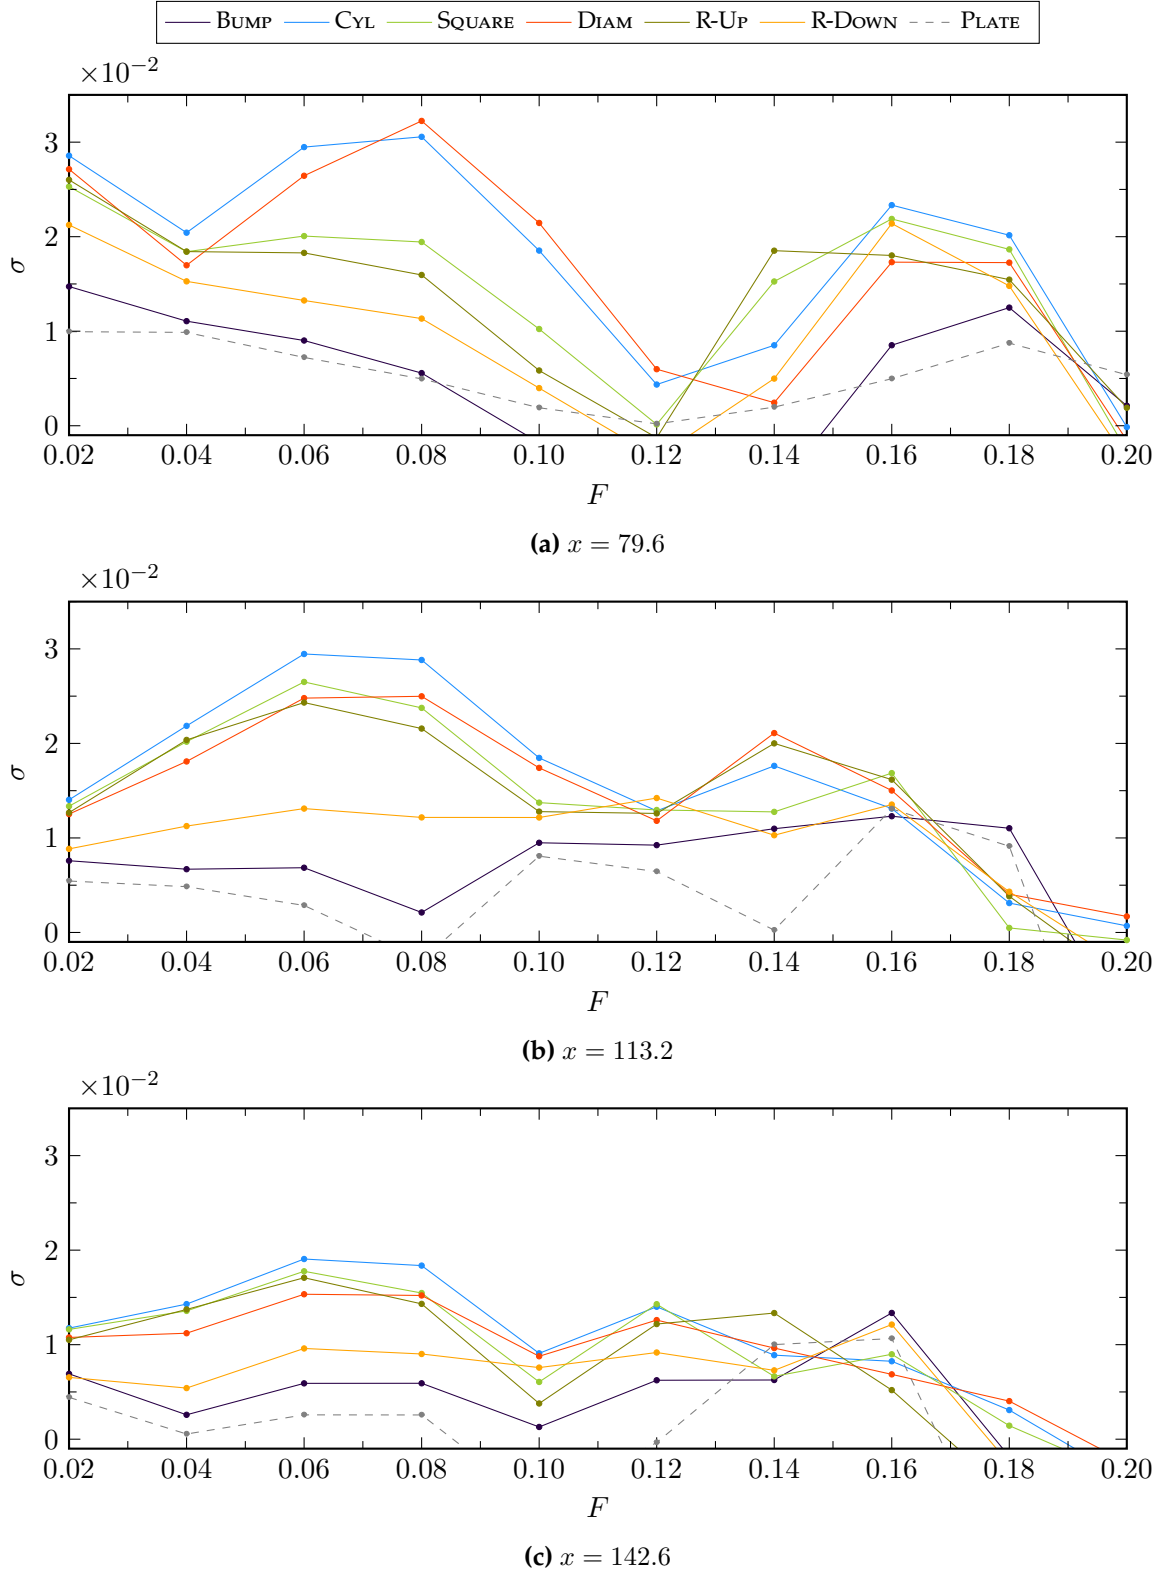 BUMP CYL SQUARE DIAM R-UP R-DOWN PLATE
×10⁻²
3
2
1
0
σ
0.02 0.04 0.06 0.08 0.10 0.12 0.14 0.16 0.18 0.20
F
(a) x = 79.6
×10⁻²
3
2
1
0
σ
0.02 0.04 0.06 0.08 0.10 0.12 0.14 0.16 0.18 0.20
F
(b) x = 113.2
×10⁻²
3
2
1
0
σ
0.02 0.04 0.06 0.08 0.10 0.12 0.14 0.16 0.18 0.20
F
(c) x = 142.6